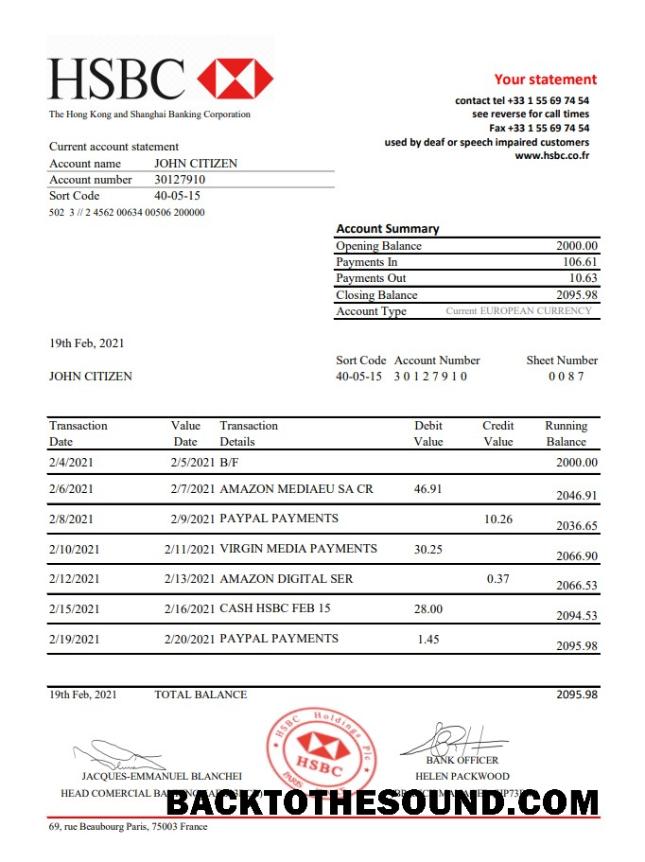 HSBC
The Hong Kong and Shanghai Banking Corporation
Your statement
contact tel +33 1 55 69 74 54
see reverse for call times
Fax +33 1 55 69 74 54
used by deaf or speech impaired customers
www.hsbc.co.fr
Current account statement
Account name JOHN CITIZEN
Account number 30127910
Sort Code 40-05-15
502 3 // 2 4562 00634 00506 200000
Account Summary
Opening Balance 2000.00
Payments In 106.61
Payments Out 10.63
Closing Balance 2095.98
Account Type Current EUROPEAN CURRENCY
19th Feb, 2021
Sort Code Account Number Sheet Number
JOHN CITIZEN 40-05-15 3 0 1 2 7 9 1 0 0 0 8 7
Transaction Value Transaction Debit Credit Running
Date Date Details Value Value Balance
2/4/2021 2/5/2021 B/F 2000.00
2/6/2021 2/7/2021 AMAZON MEDIAEU SA CR 46.91 2046.91
2/8/2021 2/9/2021 PAYPAL PAYMENTS 10.26 2036.65
2/10/2021 2/11/2021 VIRGIN MEDIA PAYMENTS 30.25 2066.90
2/12/2021 2/13/2021 AMAZON DIGITAL SER 0.37 2066.53
2/15/2021 2/16/2021 CASH HSBC FEB 15 28.00 2094.53
2/19/2021 2/20/2021 PAYPAL PAYMENTS 1.45 2095.98
19th Feb, 2021 TOTAL BALANCE 2095.98
HSBC Holdings Plc
HSBC
PARIS
BANK OFFICER
JACQUES-EMMANUEL BLANCHEI HELEN PACKWOOD
HEAD COMERCIAL
BACKTOTHESOUND.COM
69, rue Beaubourg Paris, 75003 France